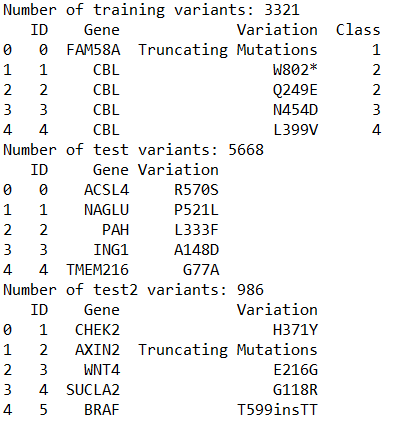 Number of training variants: 3321
ID Gene Variation Class
0 0 FAM58A Truncating Mutations 1
1 1 CBL W802* 2
2 2 CBL Q249E 2
3 3 CBL N454D 3
4 4 CBL L399V 4
Number of test variants: 5668
ID Gene Variation
0 0 ACSL4 R570S
1 1 NAGLU P521L
2 2 PAH L333F
3 3 ING1 A148D
4 4 TMEM216 G77A
Number of test2 variants: 986
ID Gene Variation
0 1 CHEK2 H371Y
1 2 AXIN2 Truncating Mutations
2 3 WNT4 E216G
3 4 SUCLA2 G118R
4 5 BRAF T599insTT